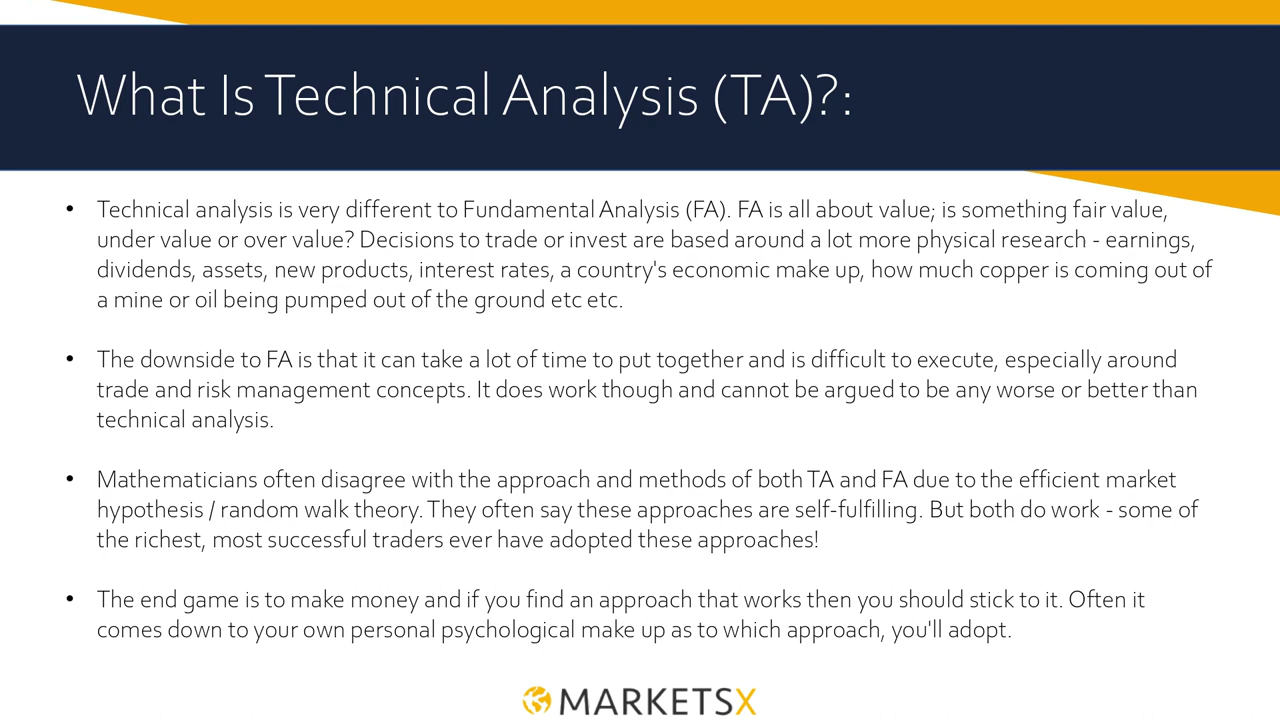 What Is Technical Analysis (TA)?:
• Technical analysis is very different to Fundamental Analysis (FA). FA is all about value; is something fair value,
under value or over value? Decisions to trade or invest are based around a lot more physical research - earnings,
dividends, assets, new products, interest rates, a country's economic make up, how much copper is coming out of
a mine or oil being pumped out of the ground etc etc.
• The downside to FA is that it can take a lot of time to put together and is difficult to execute, especially around
trade and risk management concepts. It does work though and cannot be argued to be any worse or better than
technical analysis.
• Mathematicians often disagree with the approach and methods of both TA and FA due to the efficient market
hypothesis / random walk theory. They often say these approaches are self-fulfilling. But both do work - some of
the richest, most successful traders ever have adopted these approaches!
• The end game is to make money and if you find an approach that works then you should stick to it. Often it
comes down to your own personal psychological make up as to which approach, you'll adopt.
MARKETSX